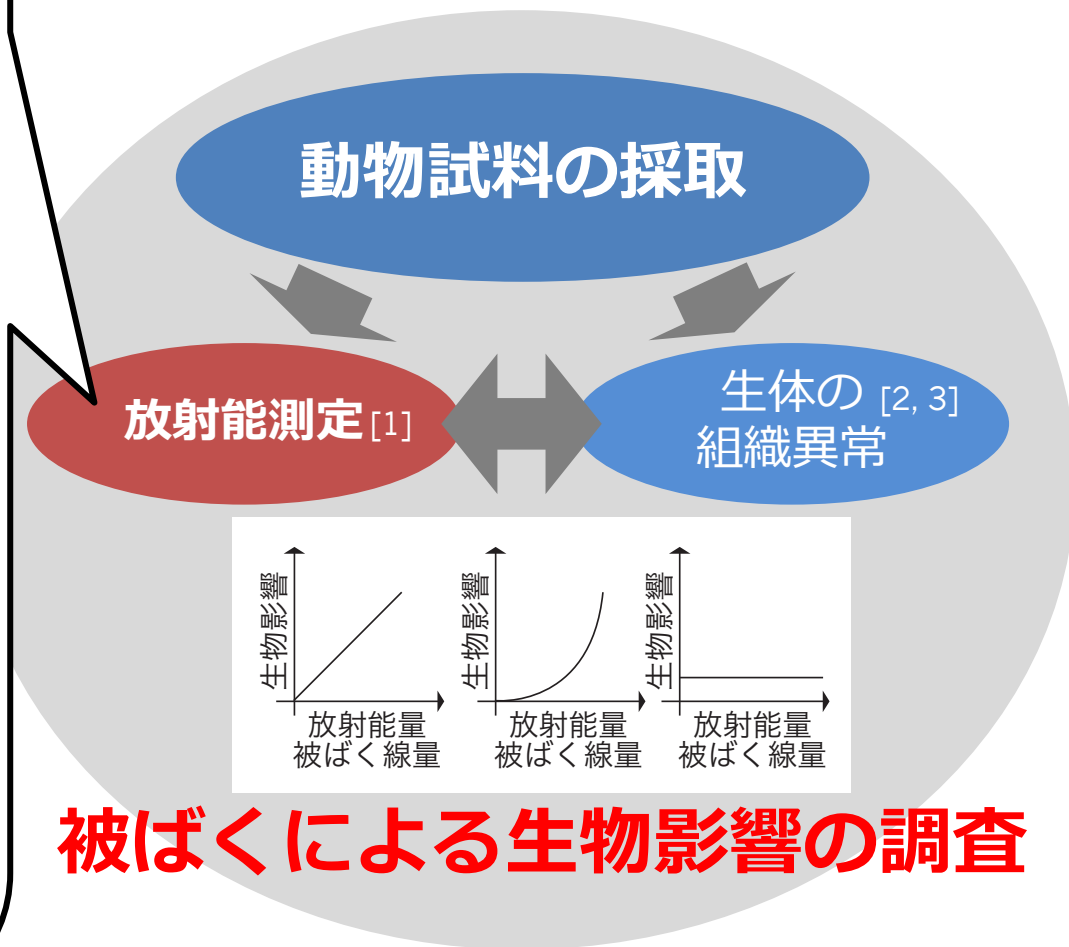 動物試料の採取
放射能測定[1]
生体の [2, 3]
組織異常
生物影響
放射能量
被ばく線量
生物影響
放射能量
被ばく線量
生物影響
放射能量
被ばく線量
被ばくによる生物影響の調査